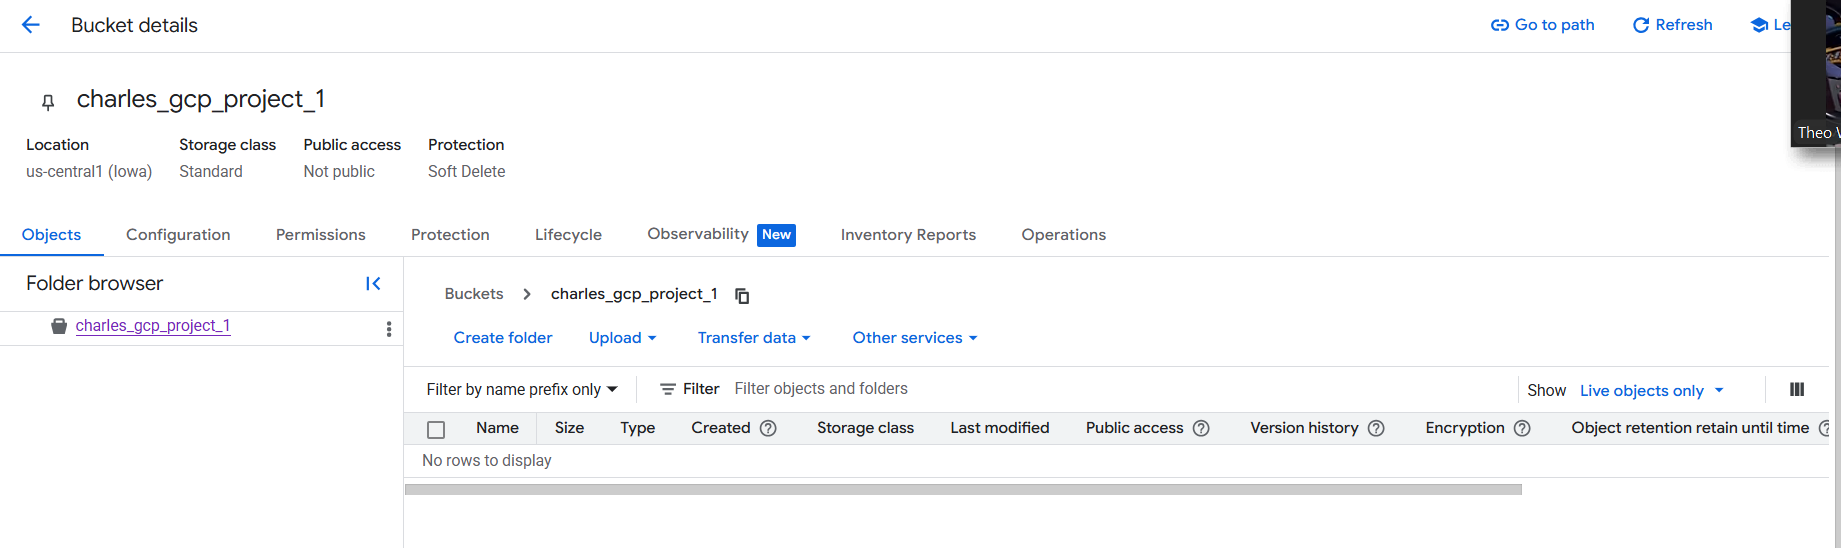 Bucket details
Go to path
Refresh
charles_gcp_project_1
Location Storage class Public access Protection
us-central1 (Iowa) Standard Not public Soft Delete
Theo
Objects Configuration Permissions Protection Lifecycle Observability New Inventory Reports Operations
Folder browser
charles_gcp_project_1
Buckets > charles_gcp_project_1
Create folder Upload Transfer data Other services
Filter by name prefix only Filter Filter objects and folders Show Live objects only
Name Size Type Created Storage class Last modified Public access Version history Encryption Object retention retain until time
No rows to display